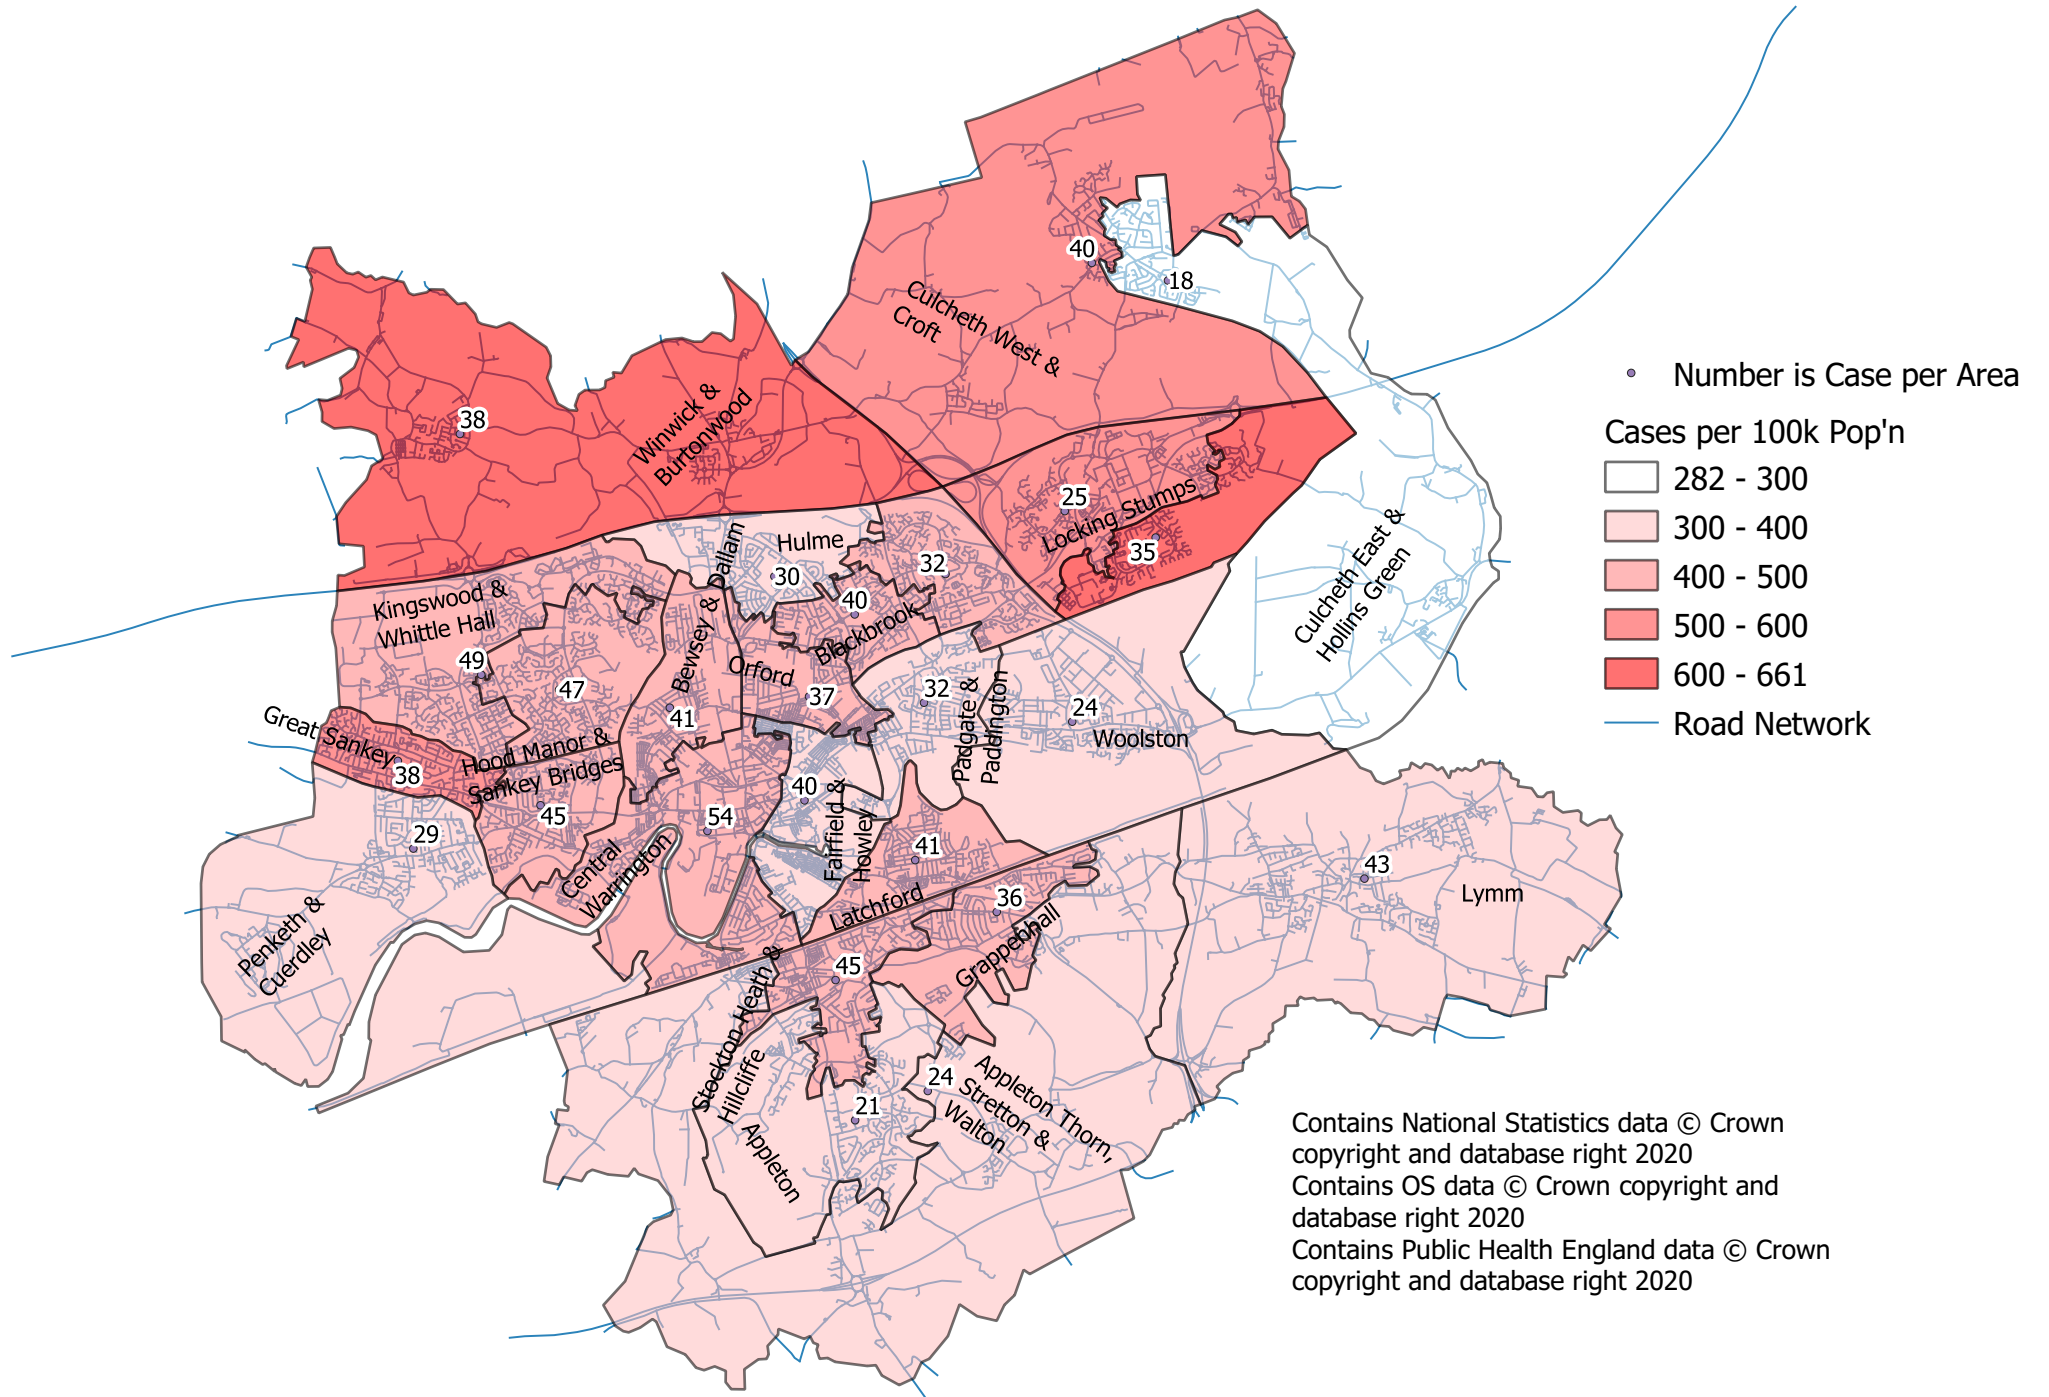 40
18
Culcheth West &
Croft
38
Winwick &
Burtonwood
25
Locking Stumps
35
Culcheth East &
Hollins Green
Hulme
30
32
40
Blackbrook
Kingswood &
Whittle Hall
49
47
Bewsey & Dallam
41
Orford
37
32
Padgate &
Paddington
24
Woolston
Great Sankey
38
Hood Manor &
Sankey Bridges
45
29
54
40
Fairfield &
Howley
41
Central
Warrington
Latchford
36
Grappenhall
43
Lymm
Penketh &
Cuerdley
45
Stockton Heath &
Hillcliffe
21
24
Appleton
Appleton Thorn,
Stretton &
Walton
Number is Case per Area
Cases per 100k Pop'n
282 - 300
300 - 400
400 - 500
500 - 600
600 - 661
Road Network
Contains National Statistics data © Crown
copyright and database right 2020
Contains OS data © Crown copyright and
database right 2020
Contains Public Health England data © Crown
copyright and database right 2020